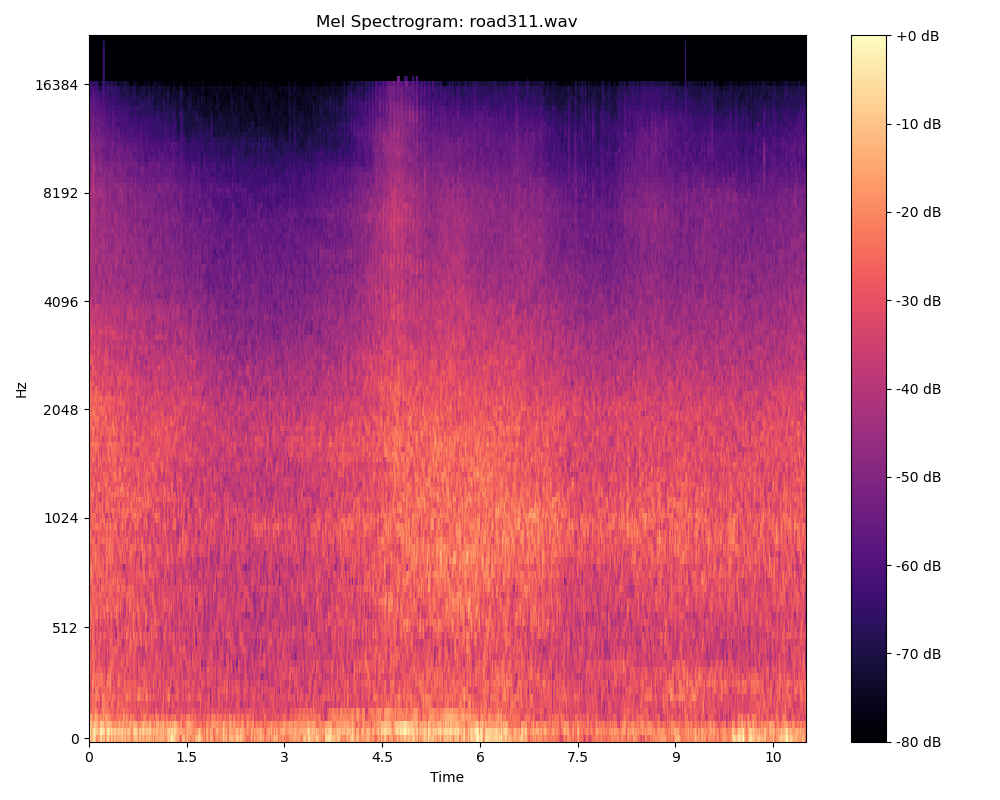 Mel Spectrogram: road311.wav
+0 dB
16384
-10 dB
8192
-20 dB
4096
-30 dB
Hz
2048
-40 dB
-50 dB
1024
-60 dB
512
-70 dB
0
-80 dB
0 1.5 3 4.5 6 7.5 9 10
Time